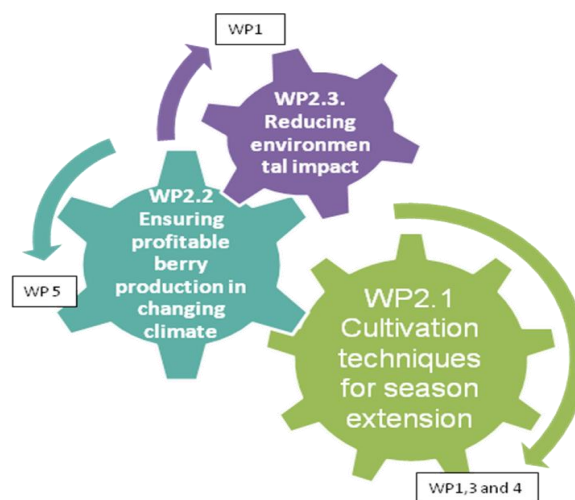 WP1
WP2.3.
Reducing
environmen
tal impact
WP2.2
Ensuring
profitable
berry
production in
changing
climate
WP 5
WP2.1
Cultivation
techniques
for season
extension
WP1,3 and 4